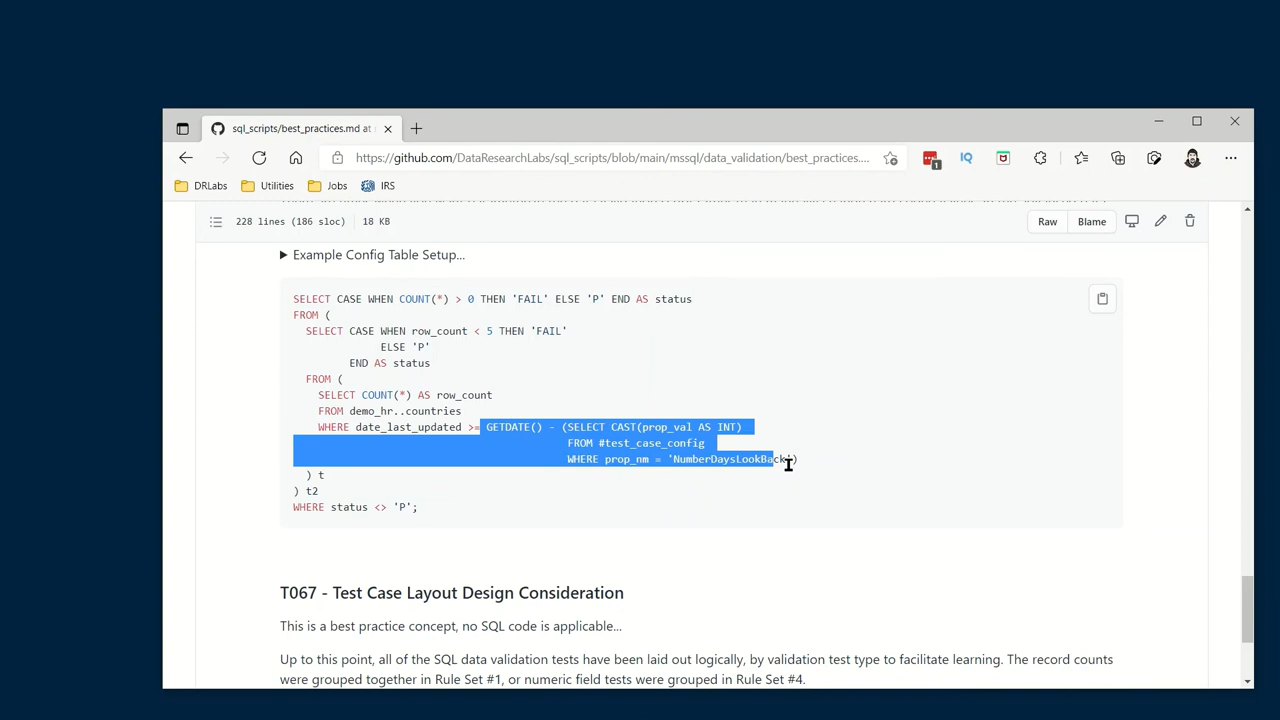 sql_scripts/best_practices.md at
https://github.com/DataResearchLabs/sql_scripts/blob/main/mssql/data_validation/best_practices....
1
IQ
DRLabs
Utilities
Jobs
IRS
228 lines (186 sloc)
18 KB
Raw
Blame
Example Config Table Setup...
SELECT CASE WHEN COUNT(*) > 0 THEN 'FAIL' ELSE 'P' END AS status
FROM (
SELECT CASE WHEN row_count < 5 THEN 'FAIL'
ELSE 'P'
END AS status
FROM (
SELECT COUNT(*) AS row_count
FROM demo_hr..countries
WHERE date_last_updated >= GETDATE() - (SELECT CAST(prop_val AS INT)
FROM #test_case_config
WHERE prop_nm = 'NumberDaysLookBack')
) t
) t2
WHERE status <> 'P';
T067 - Test Case Layout Design Consideration
This is a best practice concept, no SQL code is applicable...
Up to this point, all of the SQL data validation tests have been laid out logically, by validation test type to facilitate learning. The record counts
were grouped together in Rule Set #1, or numeric field tests were grouped in Rule Set #4.